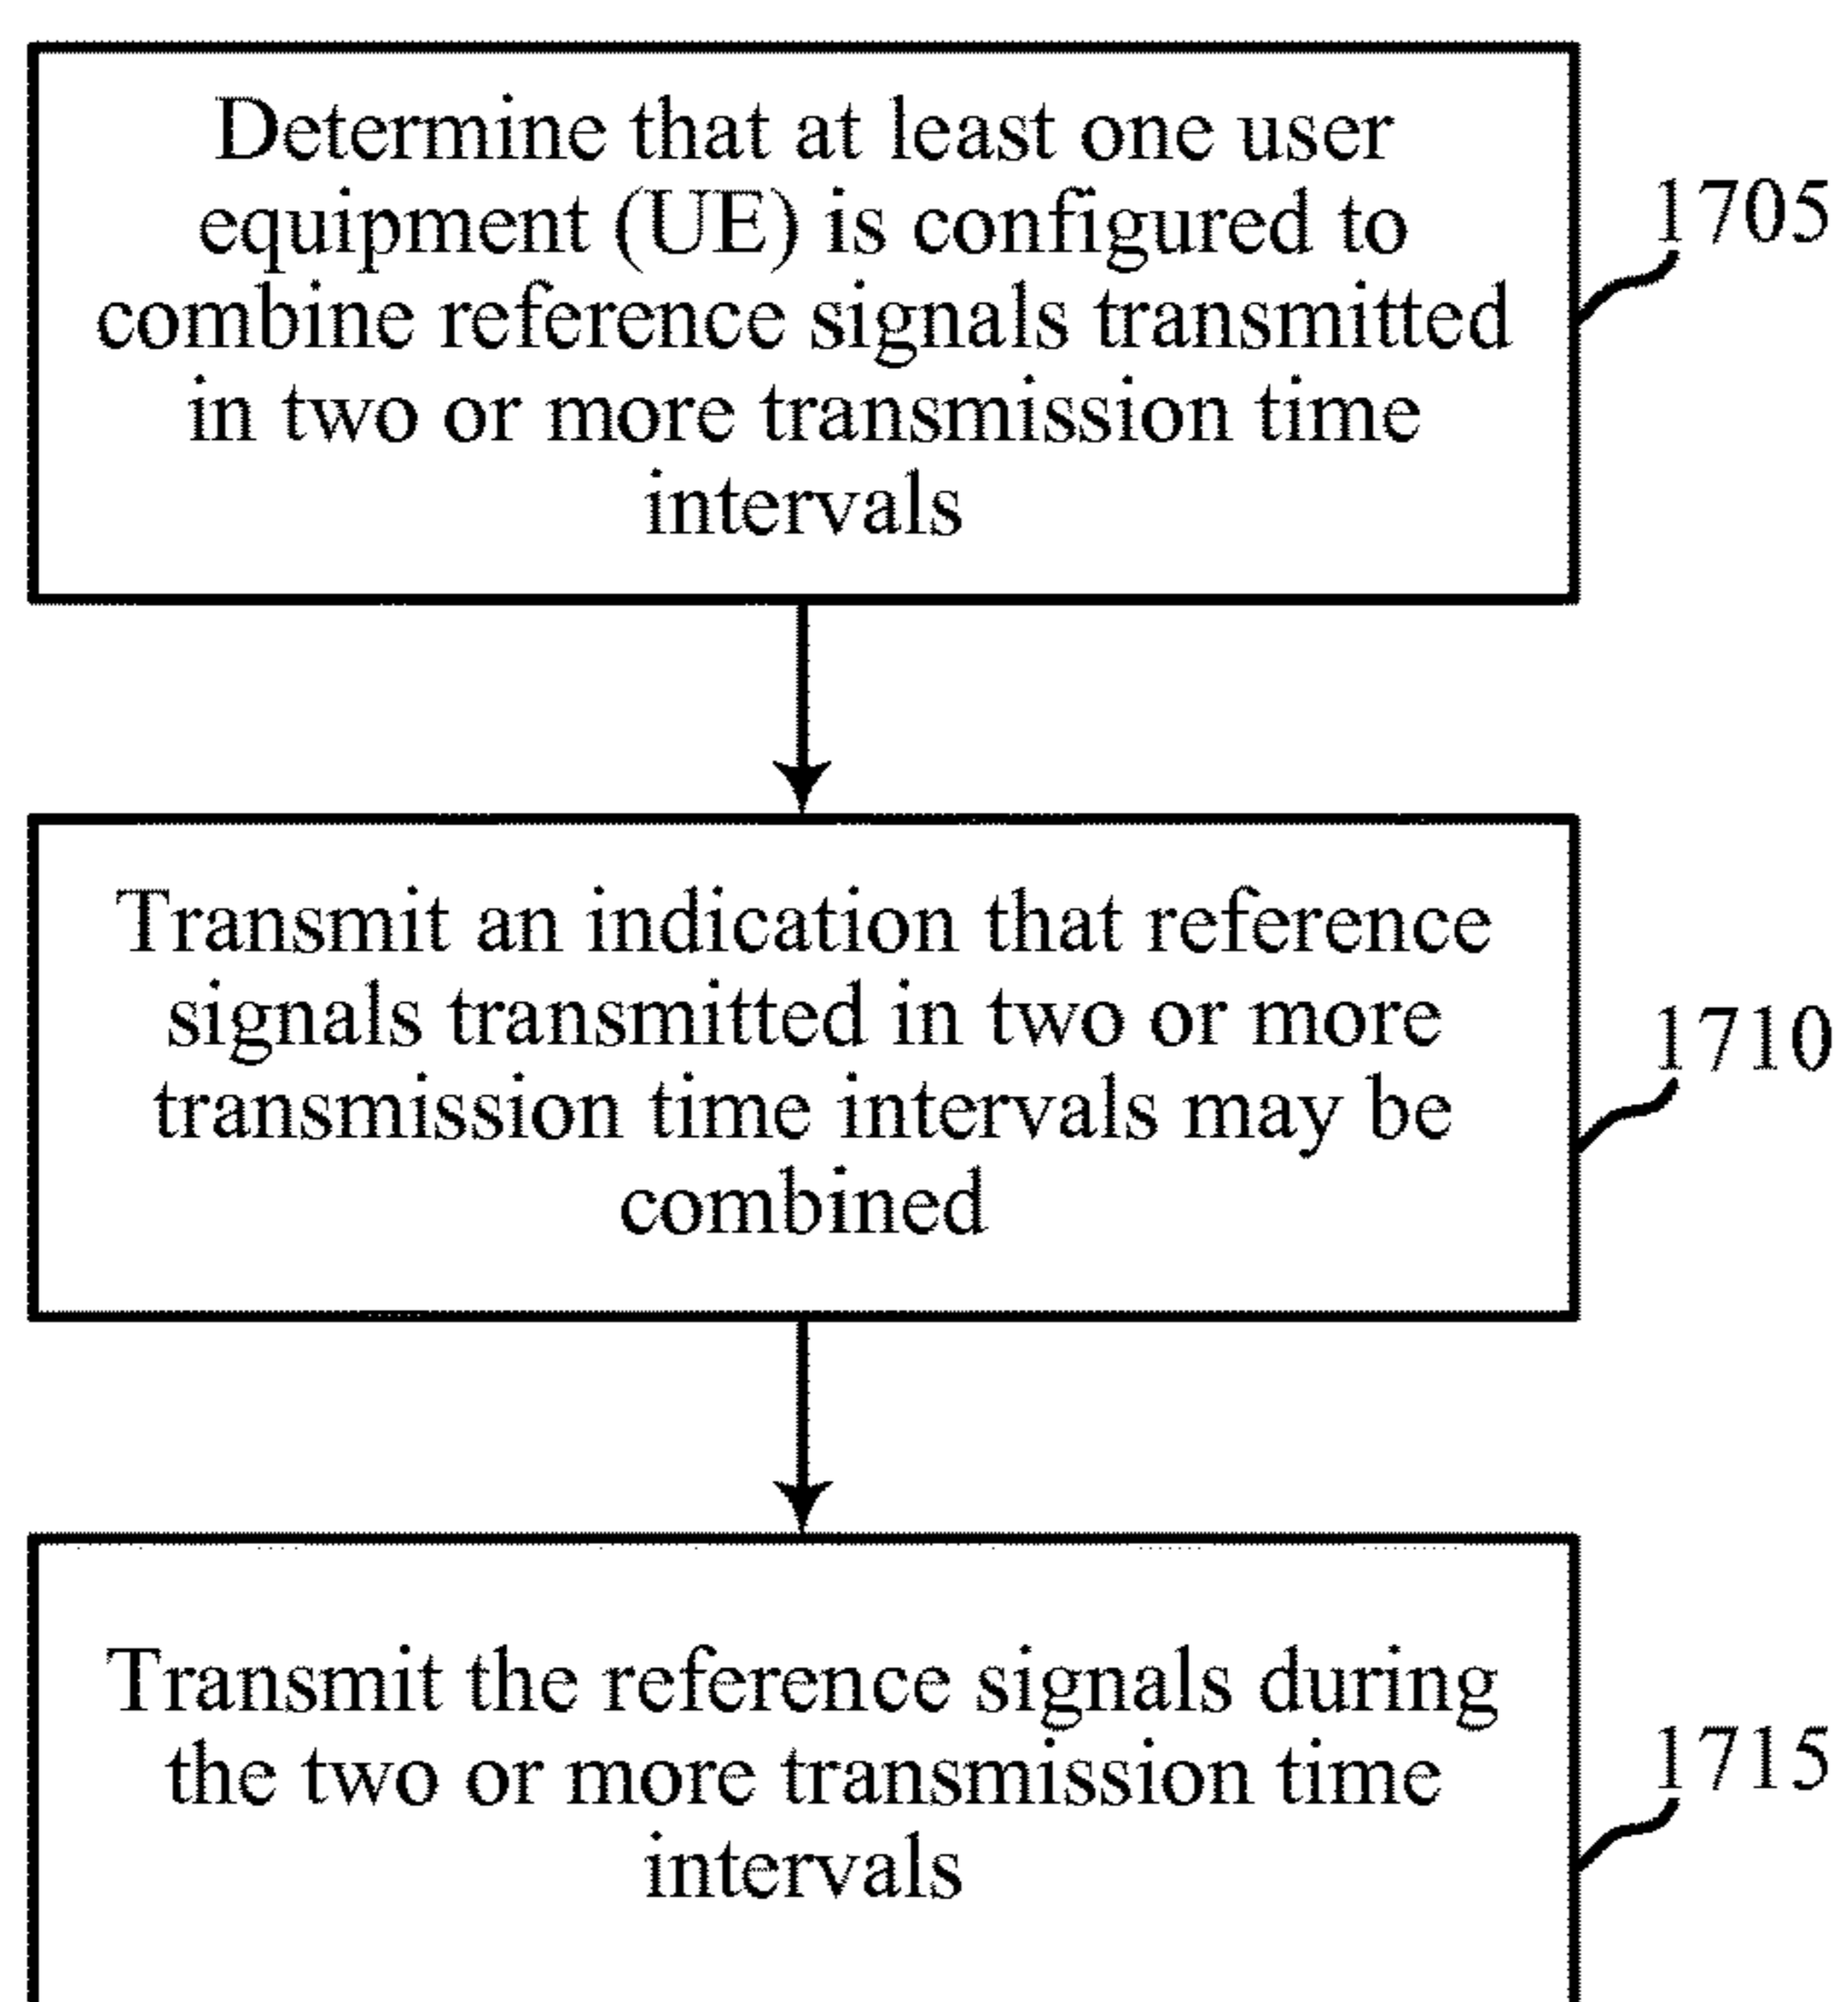 Determine that at least one user
equipment (UE) is configured to
combine reference signals transmitted
in two or more transmission time
intervals
1705
Transmit an indication that reference
signals transmitted in two or more
transmission time intervals may be
combined
1710
Transmit the reference signals during
the two or more transmission time
intervals
1715